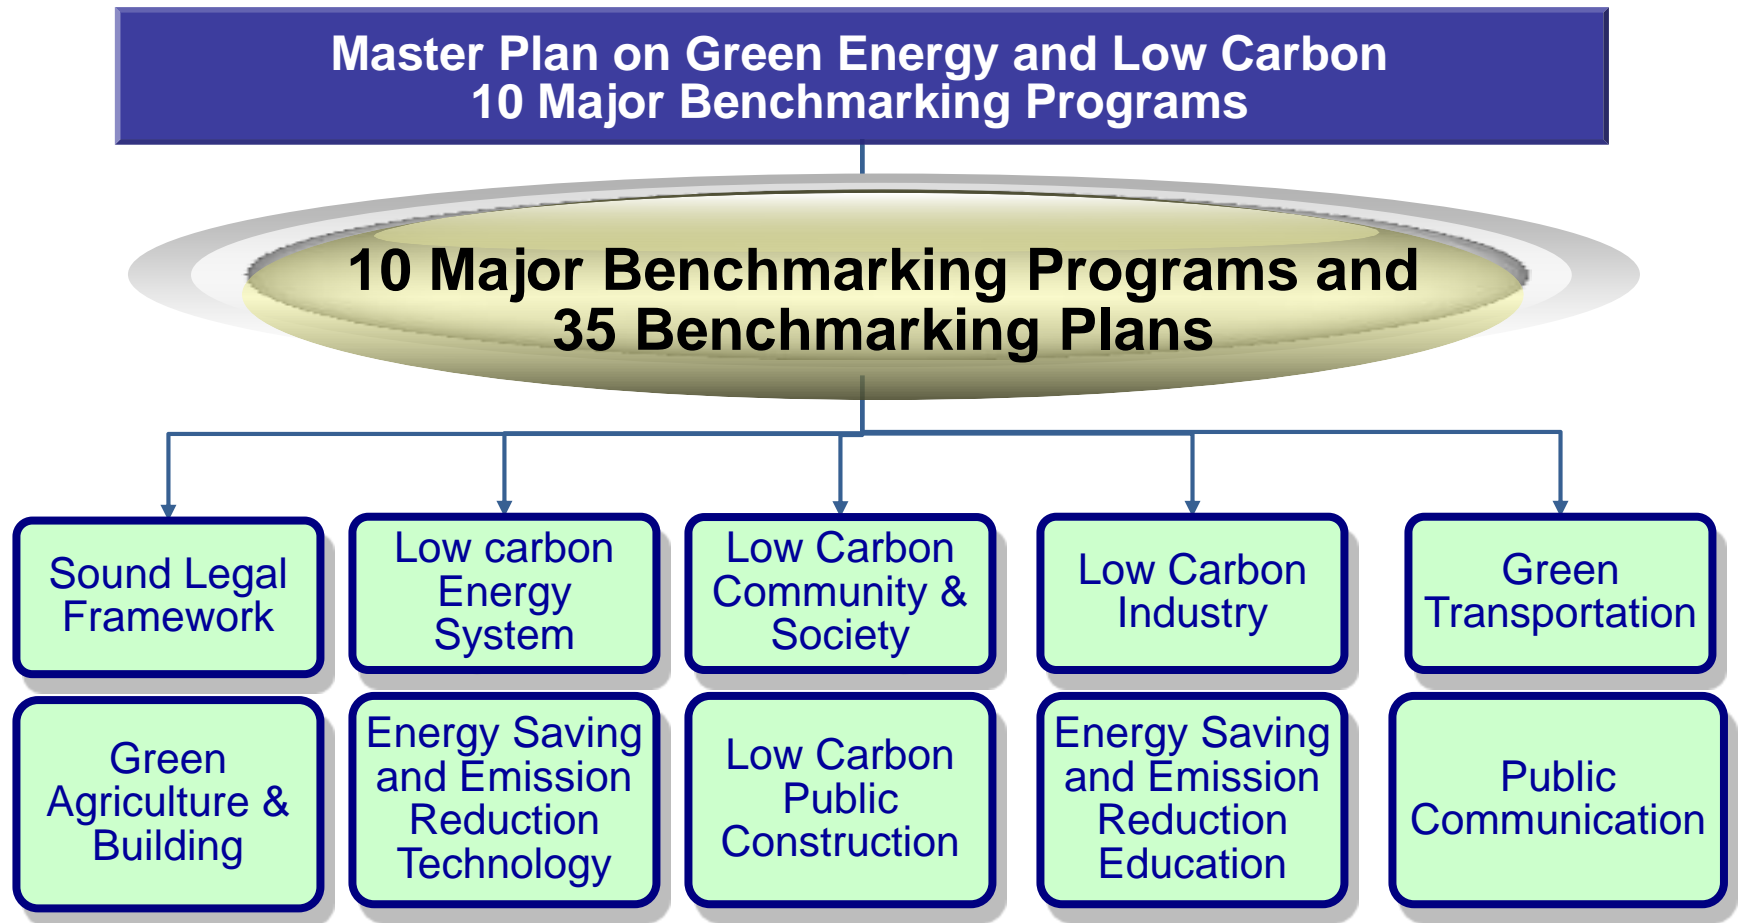 Master Plan on Green Energy and Low Carbon
10 Major Benchmarking Programs
10 Major Benchmarking Programs and
35 Benchmarking Plans
Sound Legal
Framework
Low carbon
Energy
System
Low Carbon
Community &
Society
Low Carbon
Industry
Green
Transportation
Green
Agriculture &
Building
Energy Saving
and Emission
Reduction
Technology
Low Carbon
Public
Construction
Energy Saving
and Emission
Reduction
Education
Public
Communication